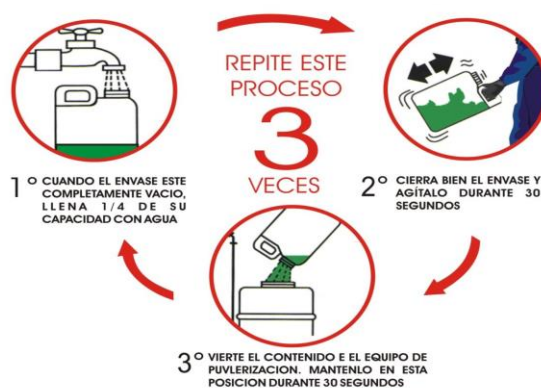 REPITE ESTE
PROCESO
3
VECES
1º CUANDO EL ENVASE ESTE
COMPLETAMENTE VACIO,
LLENA 1/4 DE SU
CAPACIDAD CON AGUA
2º CIERRA BIEN EL ENVASE Y
AGÍTALO DURANTE 30
SEGUNDOS
3º VIERTE EL CONTENIDO E EL EQUIPO DE
PUVLERIZACION. MANTENLO EN ESTA
POSICION DURANTE 30 SEGUNDOS